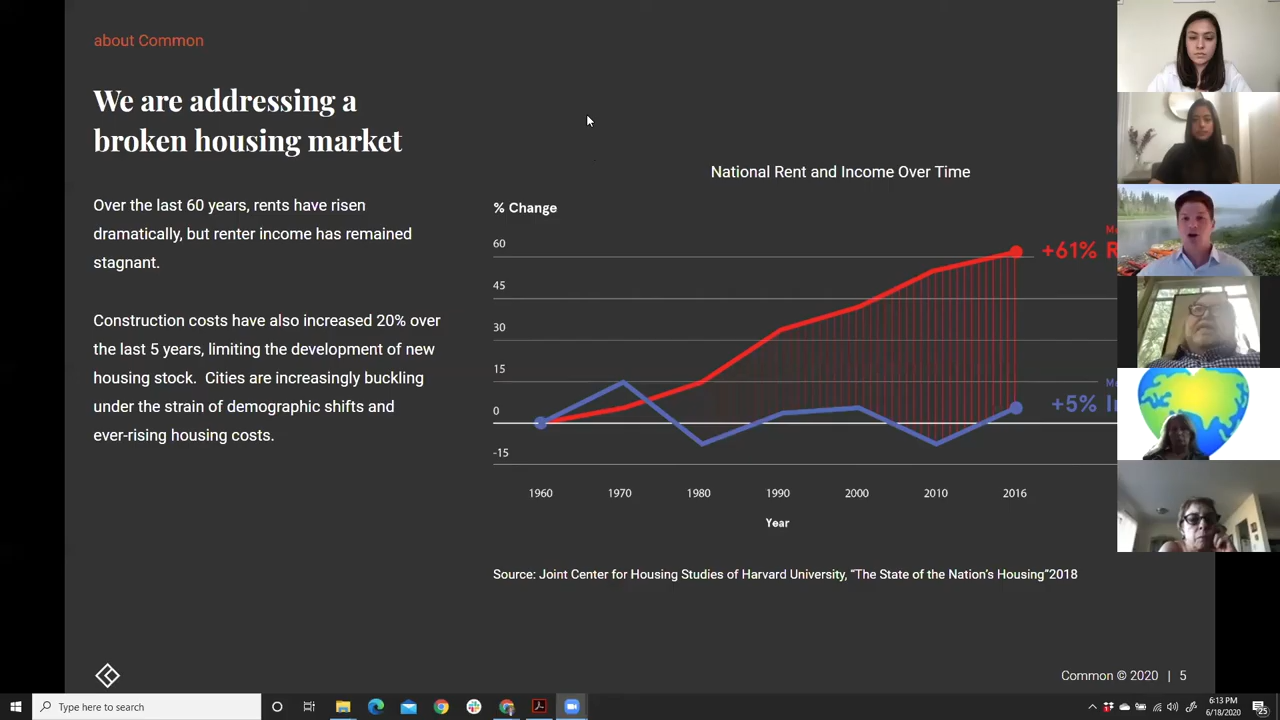 about Common
We are addressing a
broken housing market
Over the last 60 years, rents have risen
dramatically, but renter income has remained
stagnant.
Construction costs have also increased 20% over
the last 5 years, limiting the development of new
housing stock. Cities are increasingly buckling
under the strain of demographic shifts and
ever-rising housing costs.
National Rent and Income Over Time
% Change
60
45
30
15
0
-15
+61%
+5%
1960 1970 1980 1990 2000 2010 2016
Year
Source: Joint Center for Housing Studies of Harvard University, “The State of the Nation’s Housing”2018
Common © 2020 | 5
Type here to search
6:13 PM
6/18/2020
25